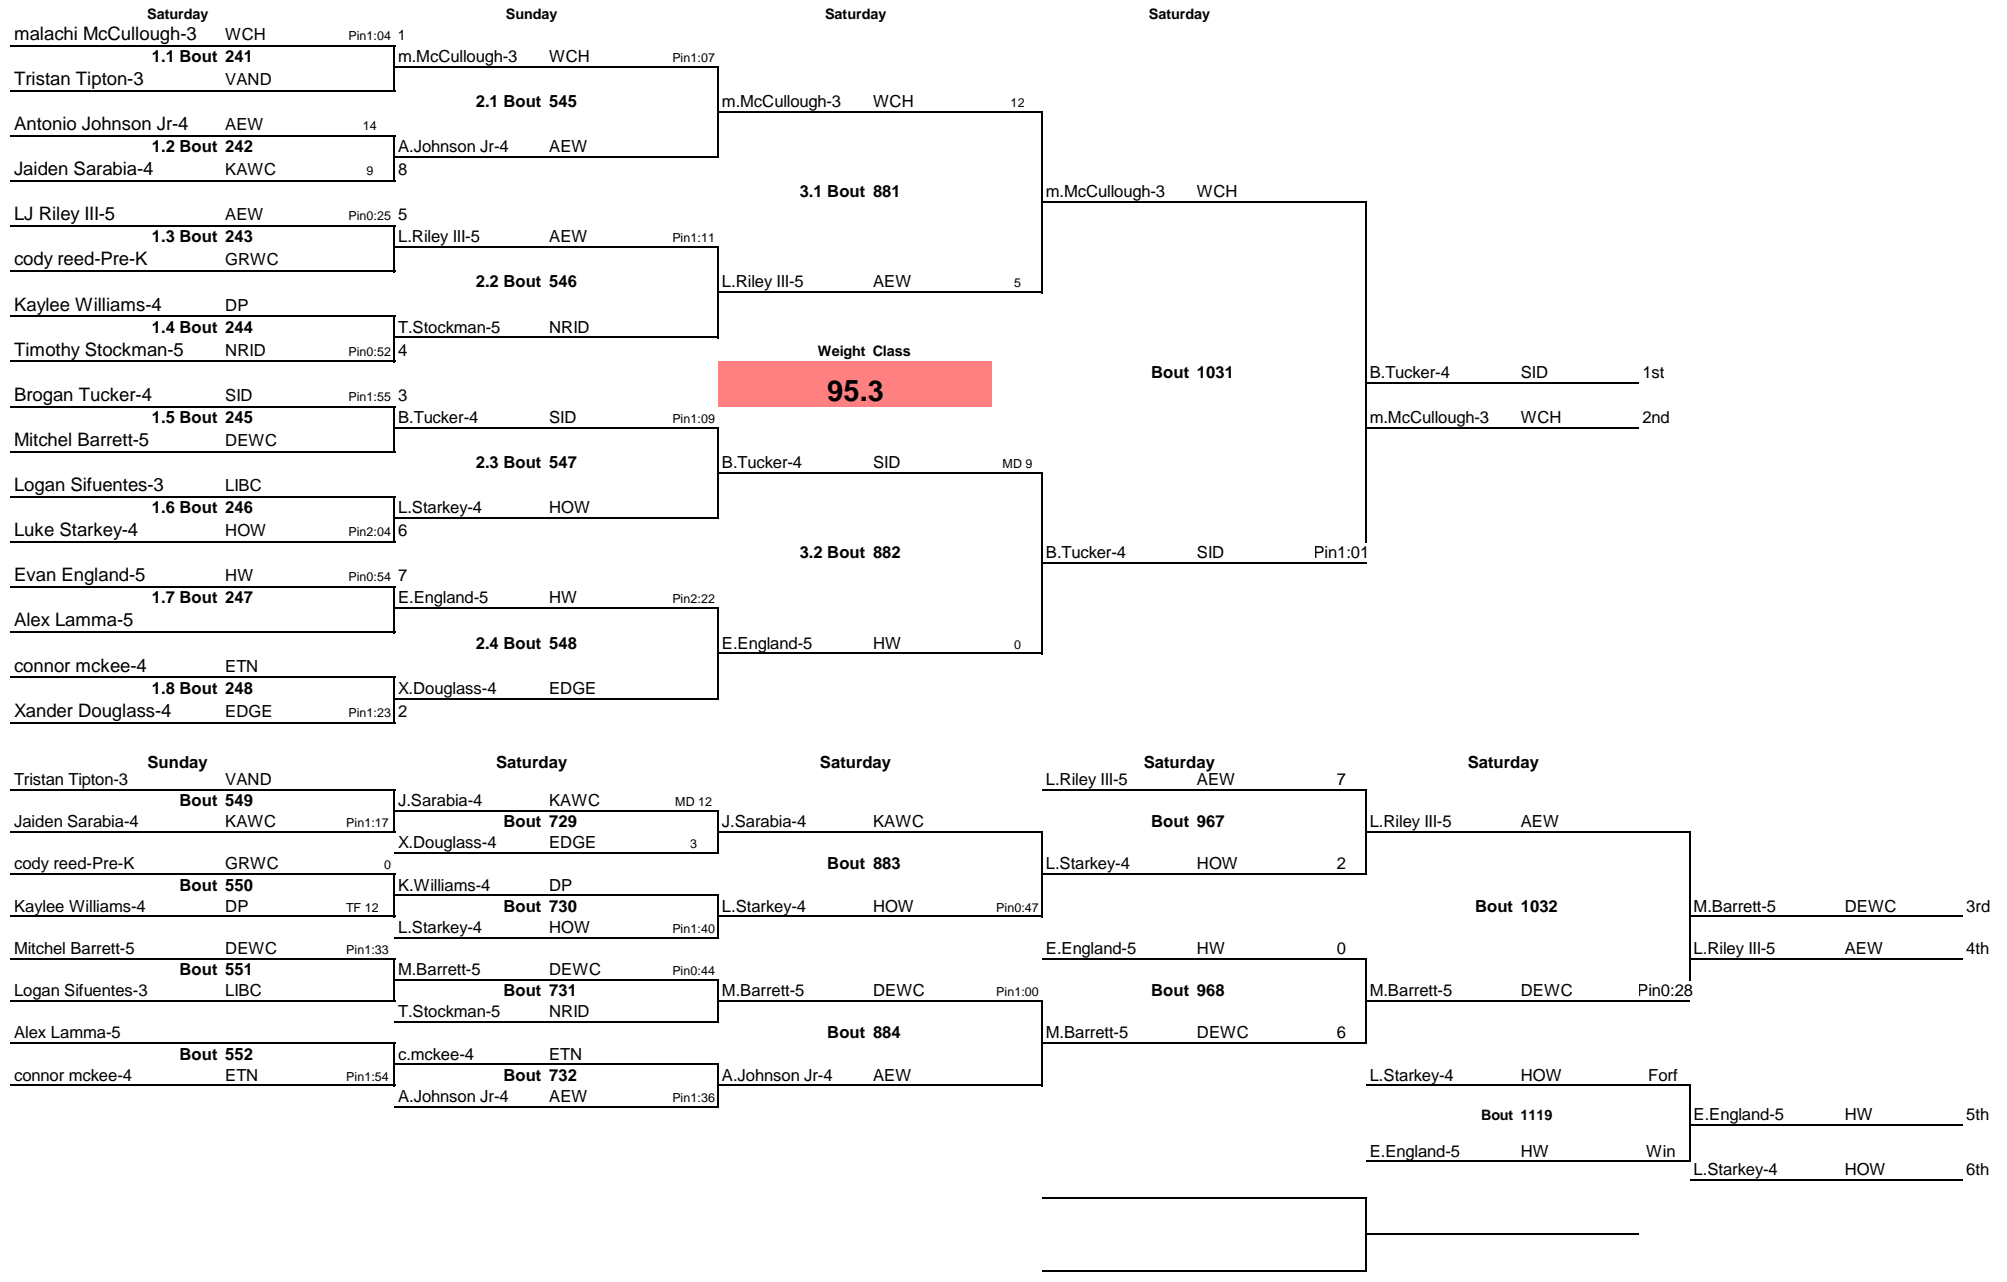 Saturday Sunday Saturday Saturday
malachi McCullough-3 WCH Pin1:04 1
1.1 Bout 241 m.McCullough-3 WCH Pin1:07
Tristan Tipton-3 VAND
2.1 Bout 545 m.McCullough-3 WCH 12
Antonio Johnson Jr-4 AEW 14
1.2 Bout 242 A.Johnson Jr-4 AEW
Jaiden Sarabia-4 KAWC 9 8
3.1 Bout 881 m.McCullough-3 WCH
LJ Riley III-5 AEW Pin0:25 5
1.3 Bout 243 L.Riley III-5 AEW Pin1:11
cody reed-Pre-K GRWC
2.2 Bout 546 L.Riley III-5 AEW 5
Kaylee Williams-4 DP
1.4 Bout 244 T.Stockman-5 NRID
Timothy Stockman-5 NRID Pin0:52 4 Weight Class
Bout 1031 B.Tucker-4 SID 1st
Brogan Tucker-4 SID Pin1:55 3 95.3
1.5 Bout 245 B.Tucker-4 SID Pin1:09 m.McCullough-3 WCH 2nd
Mitchel Barrett-5 DEWC
2.3 Bout 547 B.Tucker-4 SID MD 9
Logan Sifuentes-3 LIBC
1.6 Bout 246 L.Starkey-4 HOW
Luke Starkey-4 HOW Pin2:04 6
3.2 Bout 882 B.Tucker-4 SID Pin1:01
Evan England-5 HW Pin0:54 7
1.7 Bout 247 E.England-5 HW Pin2:22
Alex Lamma-5
2.4 Bout 548 E.England-5 HW 0
connor mckee-4 ETN
1.8 Bout 248 X.Douglass-4 EDGE
Xander Douglass-4 EDGE Pin1:23 2
Sunday Saturday Saturday Saturday Saturday
Tristan Tipton-3 VAND L.Riley III-5 AEW 7
Bout 549 J.Sarabia-4 KAWC MD 12
Jaiden Sarabia-4 KAWC Pin1:17 Bout 729 J.Sarabia-4 KAWC Bout 967 L.Riley III-5 AEW
X.Douglass-4 EDGE 3
cody reed-Pre-K GRWC 0 Bout 883 L.Starkey-4 HOW 2
Bout 550 K.Williams-4 DP
Kaylee Williams-4 DP TF 12 Bout 730 L.Starkey-4 HOW Pin0:47 Bout 1032 M.Barrett-5 DEWC 3rd
L.Starkey-4 HOW Pin1:40
Mitchel Barrett-5 DEWC Pin1:33 E.England-5 HW 0 L.Riley III-5 AEW 4th
Bout 551 M.Barrett-5 DEWC Pin0:44
Logan Sifuentes-3 LIBC Bout 731 M.Barrett-5 DEWC Pin1:00 Bout 968 M.Barrett-5 DEWC Pin0:28
T.Stockman-5 NRID
Alex Lamma-5 Bout 884 M.Barrett-5 DEWC 6
Bout 552 c.mckee-4 ETN
connor mckee-4 ETN Pin1:54 Bout 732 A.Johnson Jr-4 AEW L.Starkey-4 HOW Forf
A.Johnson Jr-4 AEW Pin1:36
Bout 1119 E.England-5 HW 5th
E.England-5 HW Win
L.Starkey-4 HOW 6th